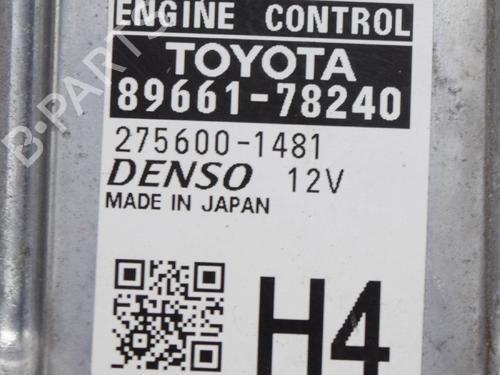 ENGINE CONTROL
TOYOTA
89661-78240
275600-1481
DENSO 12V
MADE IN JAPAN
H4
B-PARTS